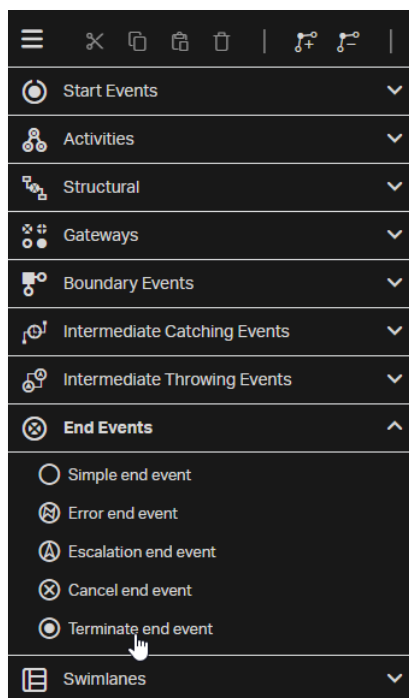 Start Events
Activities
Structural
Gateways
Boundary Events
Intermediate Catching Events
Intermediate Throwing Events
End Events
Simple end event
Error end event
Escalation end event
Cancel end event
Terminate end event
Swimlanes